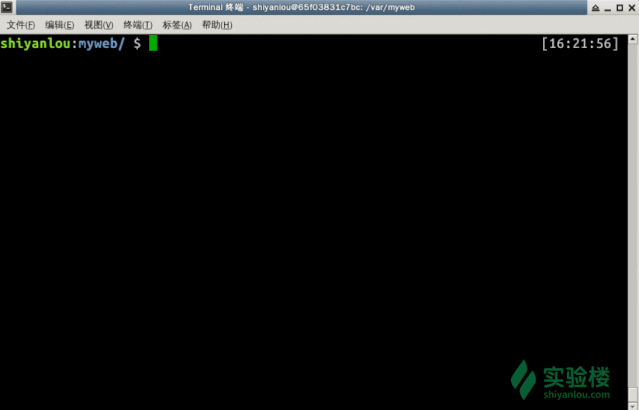 Terminal 终端 - shiyanlou@65f03831c7bc: /var/myweb
文件(F) 编辑(E) 视图(V) 终端(T) 标签(A) 帮助(H)
shiyanlou:myweb/ $ [16:21:56]
实验楼
shiyanlou.com